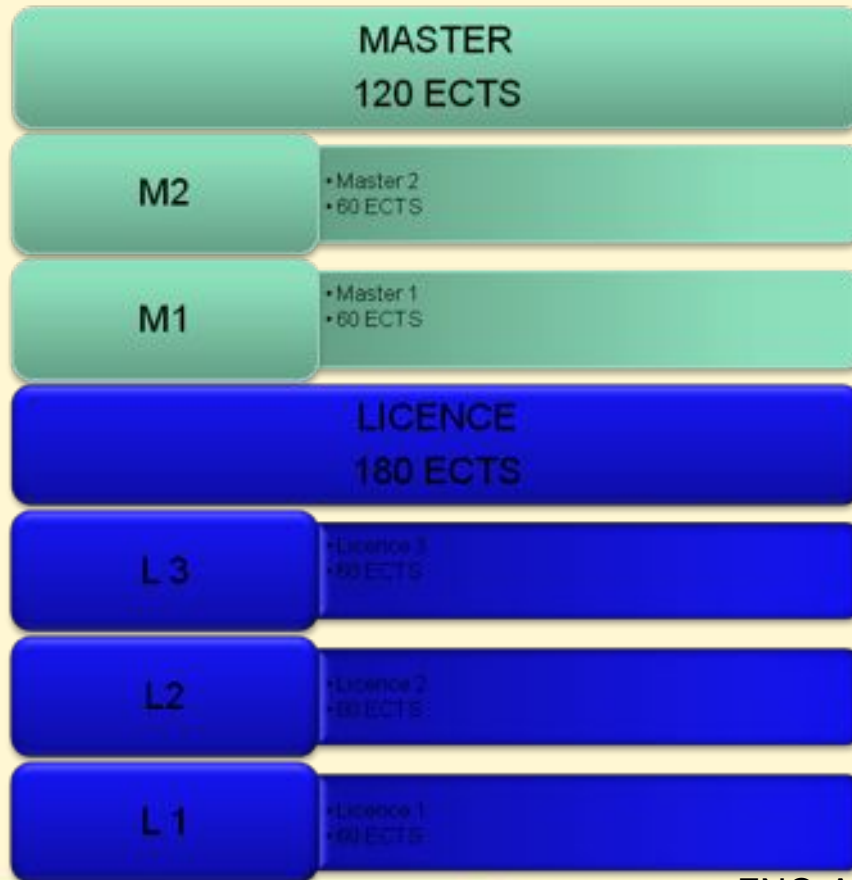 MASTER
120 ECTS
M2
• Master 2
• 60 ECTS
M1
• Master 1
• 60 ECTS
LICENCE
180 ECTS
L 3
• Licence 3
• 60 ECTS
L2
• Licence 2
• 60 ECTS
L 1
• Licence 1
• 60 ECTS